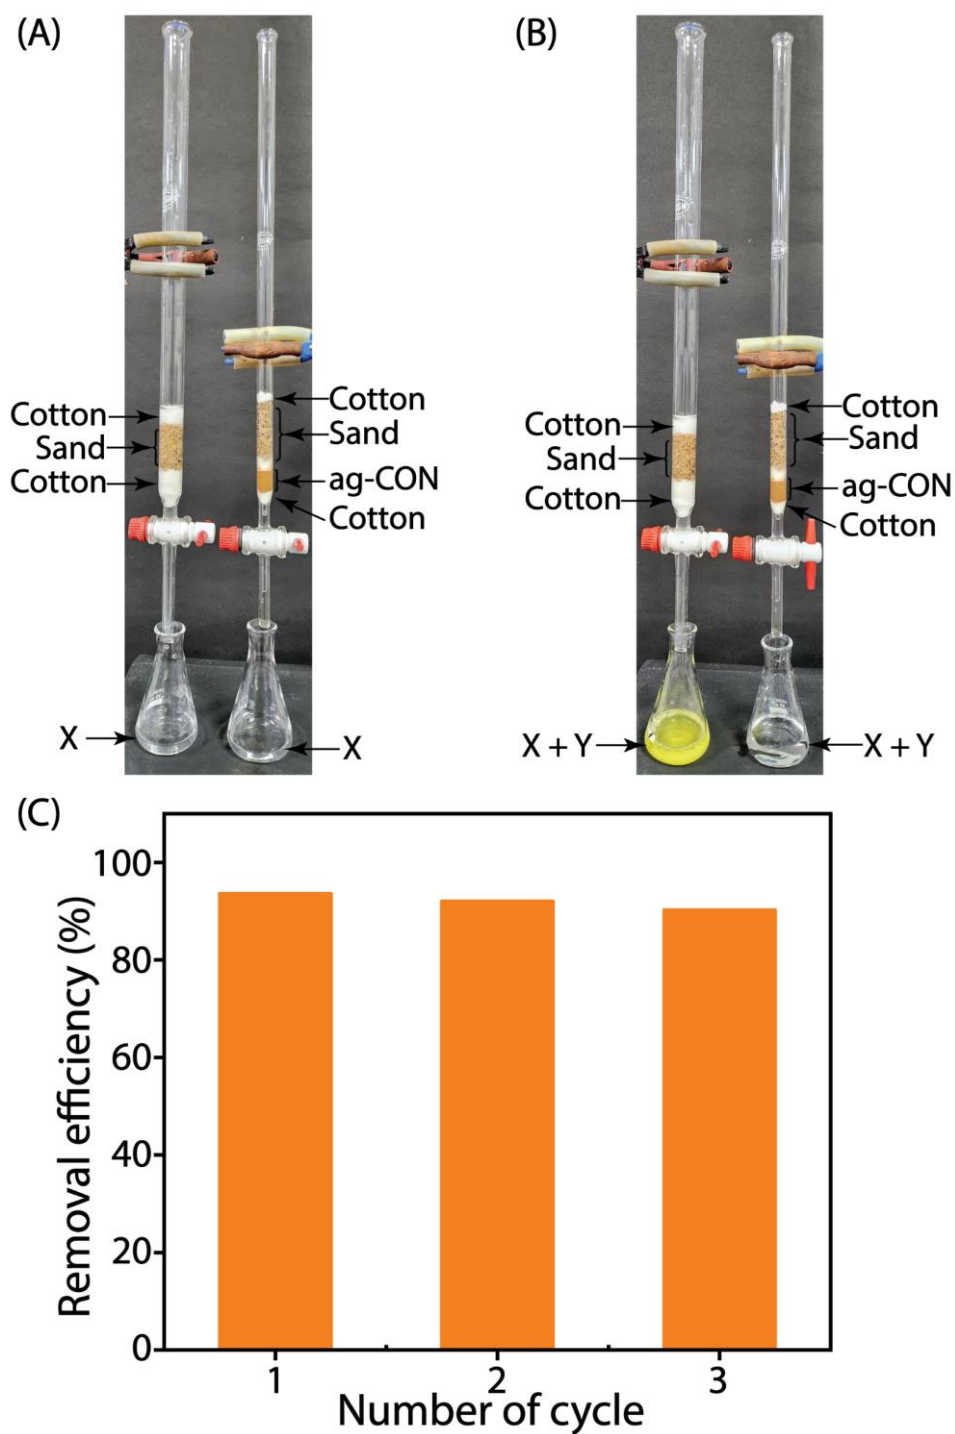 (A)
Cotton
Sand
Cotton
Cotton
Sand
ag-CON
Cotton
X
X
(B)
Cotton
Sand
Cotton
Cotton
Sand
ag-CON
Cotton
X + Y
X + Y
(C)
Removal efficiency (%)
100
80
60
40
20
0
1
2
3
Number of cycle